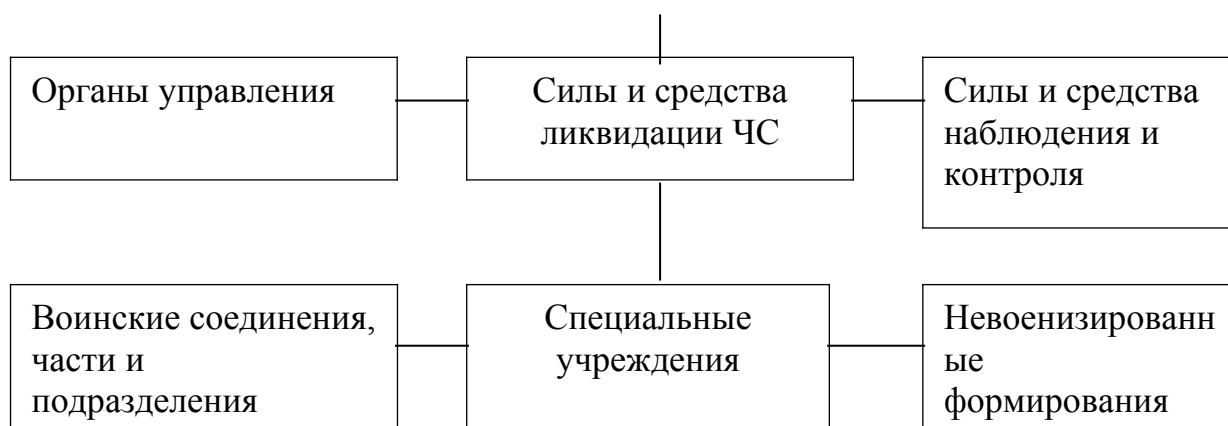 Органы управления
Силы и средства
ликвидации ЧС
Силы и средства
наблюдения и
контроля
Воинские соединения,
части и
подразделения
Специальные
учреждения
Невоенизированн
ые
формирования